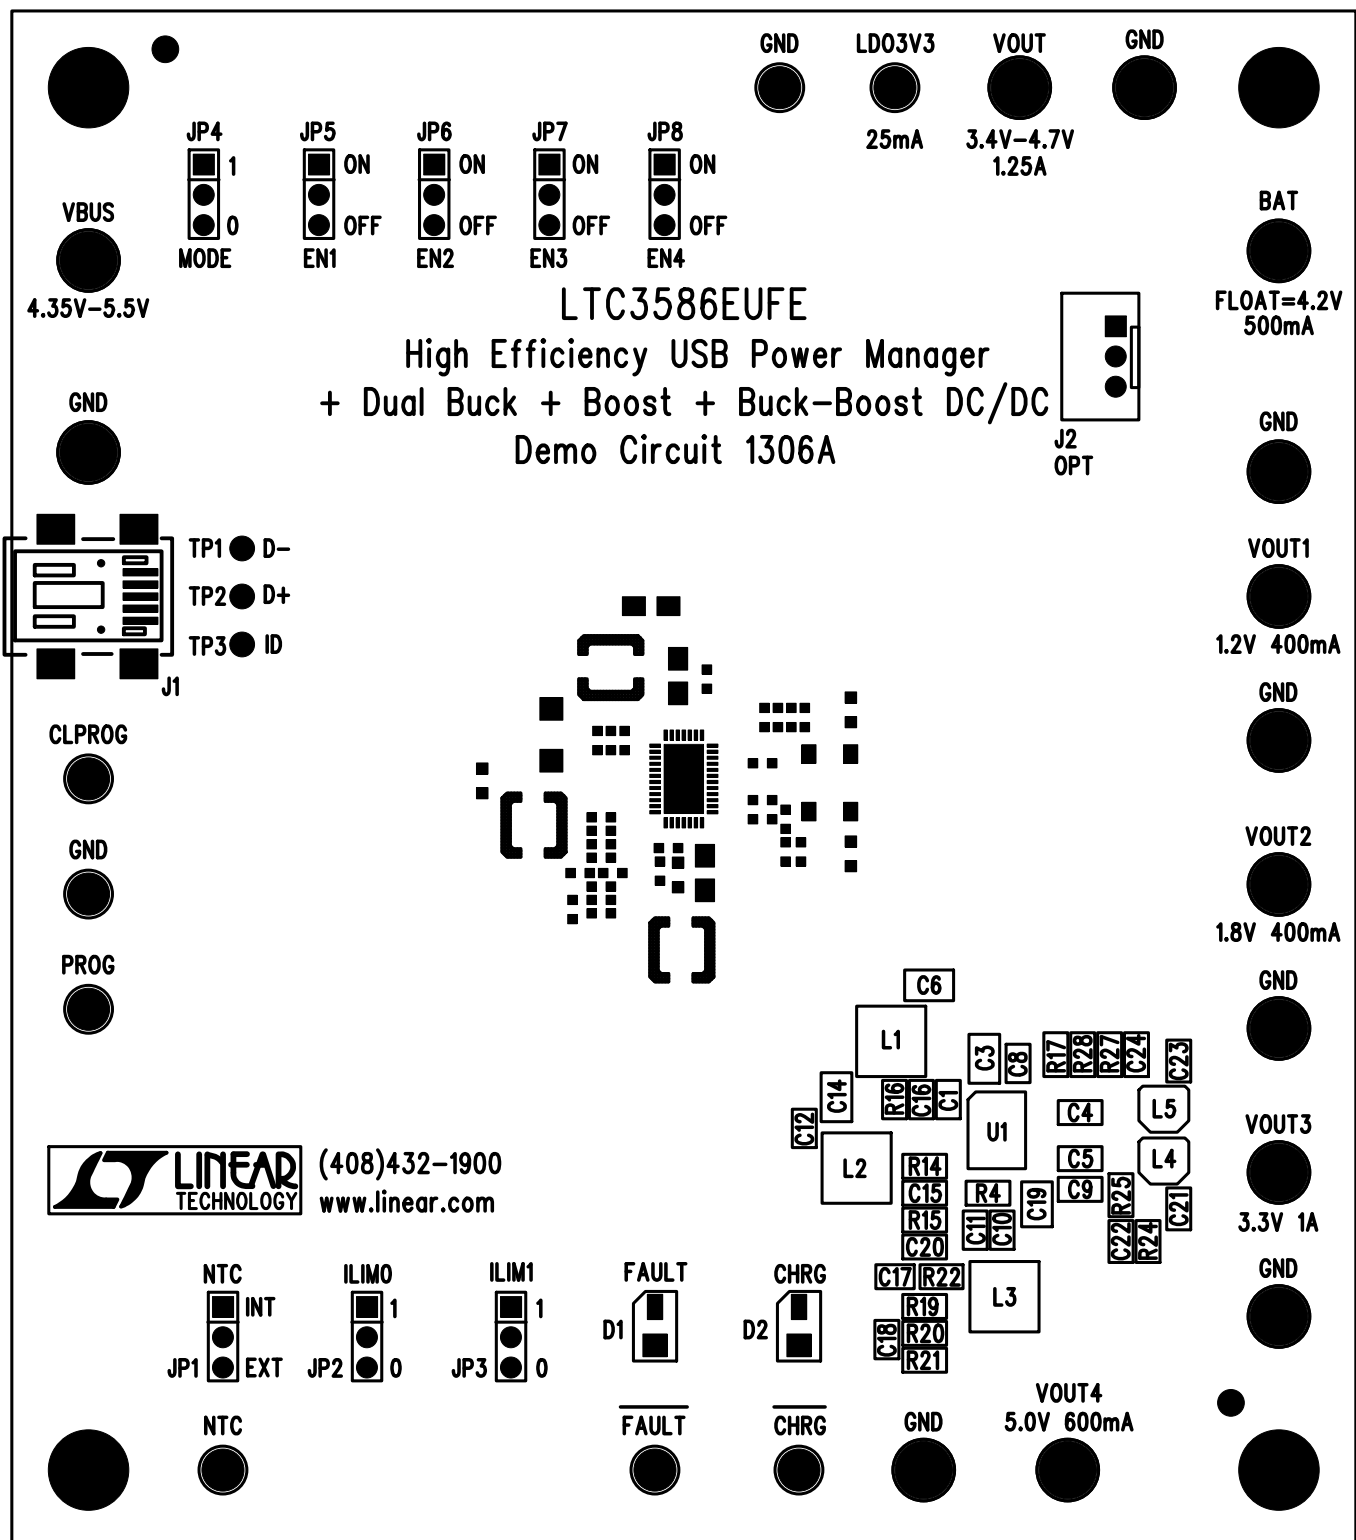 GND LDO3V3 VOUT GND
25mA 3.4V-4.7V
1.25A
JP4 JP5 JP6 JP7 JP8
1 ON ON ON ON
0 OFF OFF OFF OFF
MODE EN1 EN2 EN3 EN4
VBUS
4.35V-5.5V
BAT
FLOAT=4.2V
500mA
LTC3586EUFE
High Efficiency USB Power Manager
+ Dual Buck + Boost + Buck-Boost DC/DC
Demo Circuit 1306A
J2
OPT
GND
GND
TP1 D-
TP2 D+
TP3 ID
J1
VOUT1
1.2V 400mA
GND
CLPROG
GND
PROG
VOUT2
1.8V 400mA
GND
C6
L1
C3 C8 R17 R28 R27 C24 C23
C14 R16 C16 C1
C12
U1
C4 L5
L2
C5 L4
R14
C15 R4 C9
R15 C11 C10 C19 R25 C21
C20 C22 R24
C17 R22
L3
R19
C18 R20
R21
VOUT3
3.3V 1A
GND
LINEAR
TECHNOLOGY
(408)432-1900
www.linear.com
NTC ILIM0 ILIM1 FAULT CHRG
INT 1 1
D1 D2
JP1 EXT JP2 0 JP3 0
NTC FAULT CHRG GND
VOUT4
5.0V 600mA